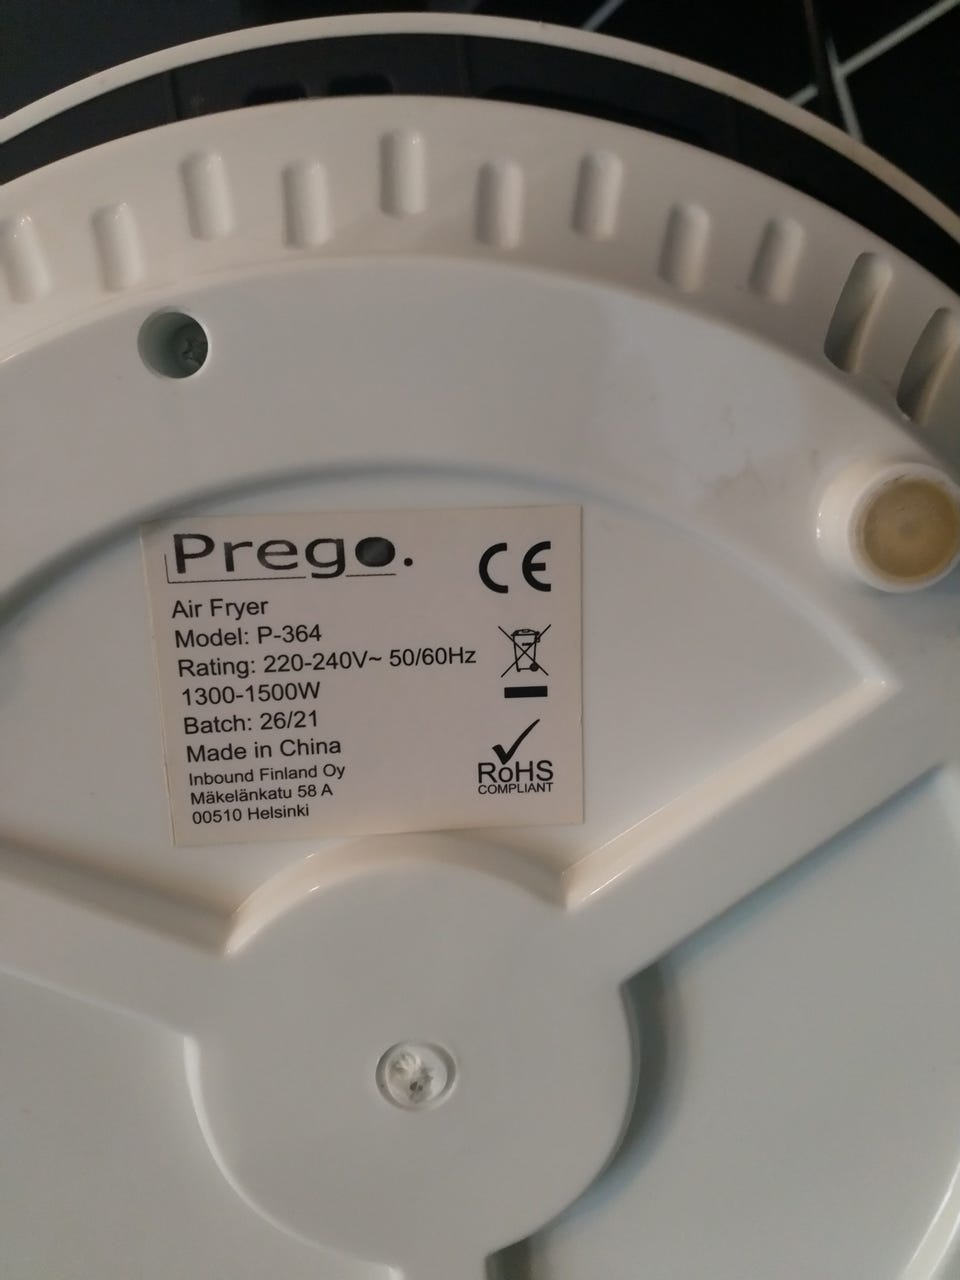 Prego.
CE
Air Fryer
Model: P-364
Rating: 220-240V~ 50/60Hz
1300-1500W
Batch: 26/21
Made in China
Inbound Finland Oy
Mäkelänkatu 58 A
00510 Helsinki
RoHS
COMPLIANT